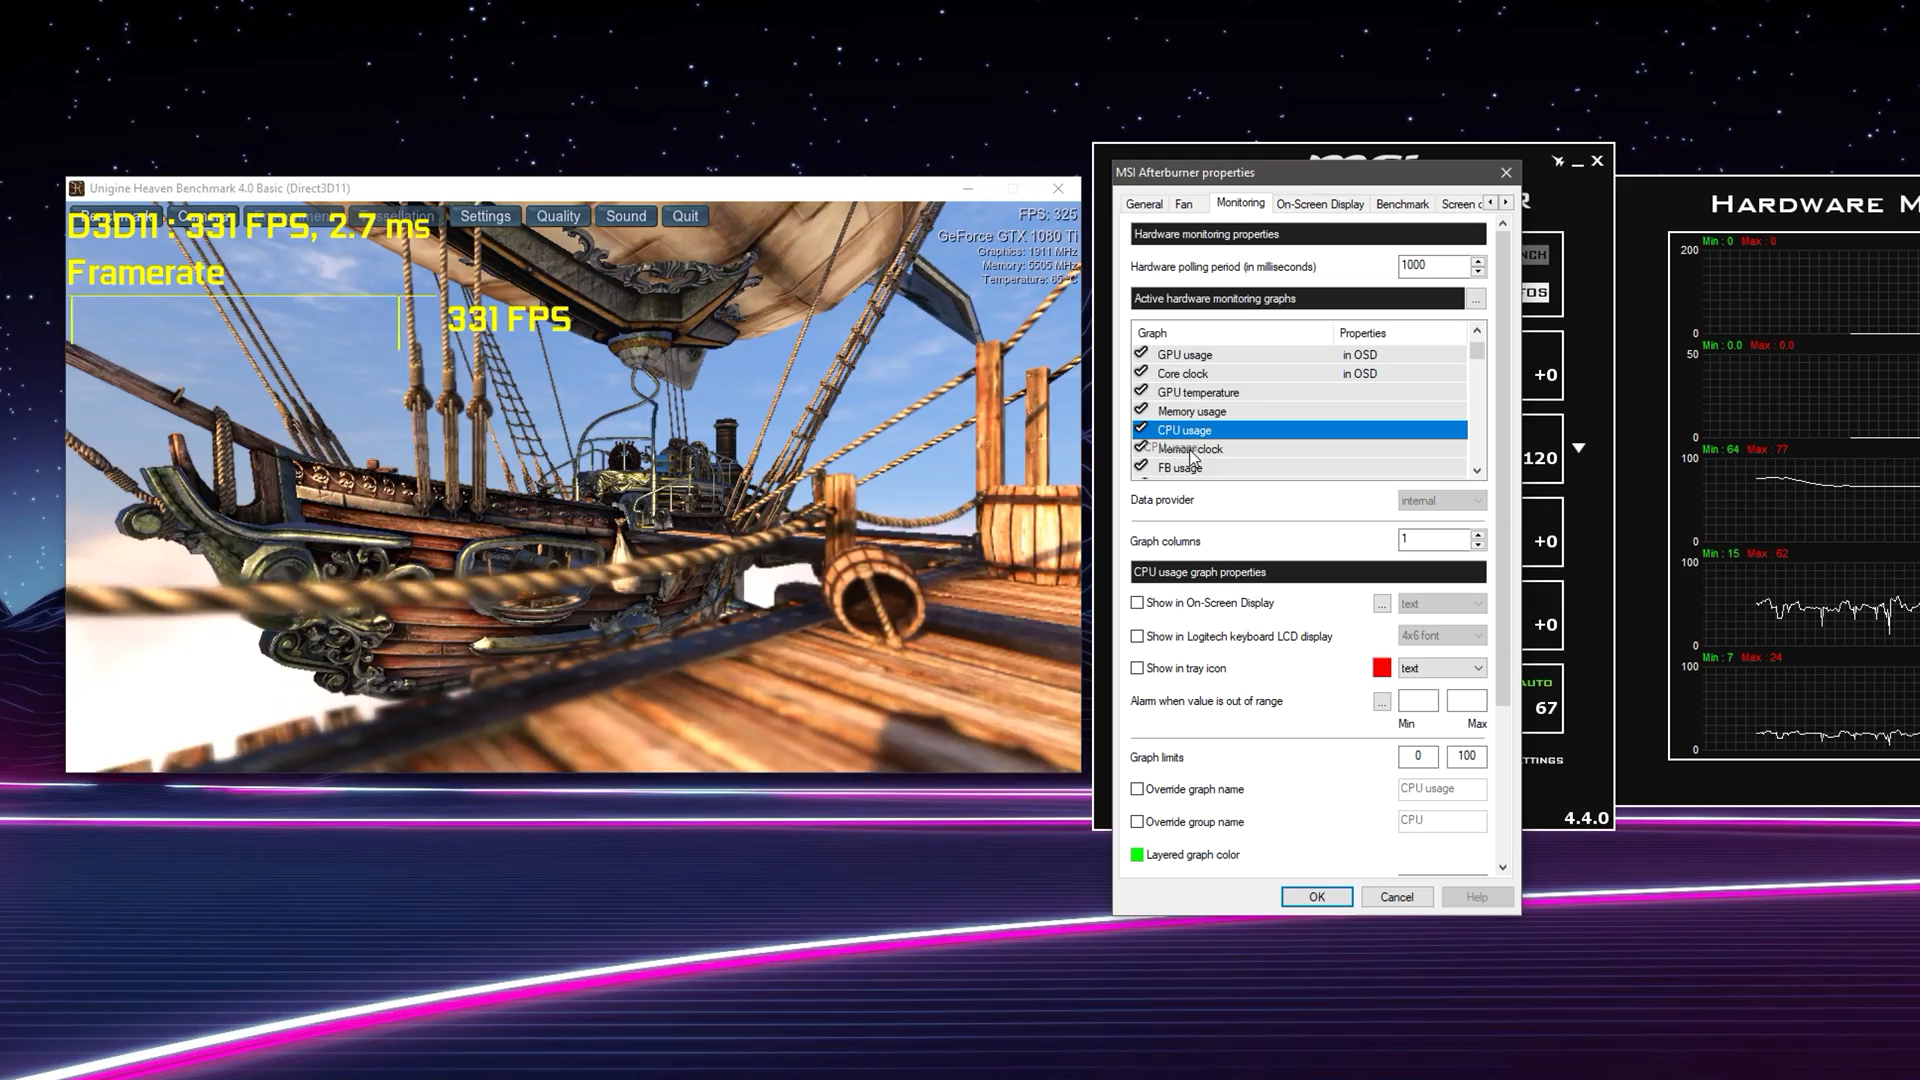 Unigine Heaven Benchmark 4.0 Basic (Direct3D11)
Settings
Quality
Sound
Quit
D3D11 : 331 FPS, 2.7 ms
Framerate
331 FPS
FPS: 325
GeForce GTX 1080 Ti
Graphics: 1911 MHz
Memory: 5505 MHz
Temperature: 65 °C
MSI Afterburner properties
General
Fan
Monitoring
On-Screen Display
Benchmark
Screen c
Hardware monitoring properties
Hardware polling period (in milliseconds)
1000
Active hardware monitoring graphs
...
Graph
Properties
GPU usage
in OSD
Core clock
in OSD
GPU temperature
Memory usage
CPU usage
Memory clock
FB usage
Data provider
internal
Graph columns
1
CPU usage graph properties
Show in On-Screen Display
...
text
Show in Logitech keyboard LCD display
4x6 font
Show in tray icon
text
Alarm when value is out of range
...
Min
Max
Graph limits
0
100
Override graph name
CPU usage
Override group name
CPU
Layered graph color
OK
Cancel
Help
+0
120
+0
+0
AUTO
67
TTINGS
4.4.0
HARDWARE M
Min : 0 Max : 0
200
0
Min : 0.0 Max : 0.0
50
0
Min : 64 Max : 77
100
0
Min : 15 Max : 62
100
0
Min : 7 Max : 24
100
0